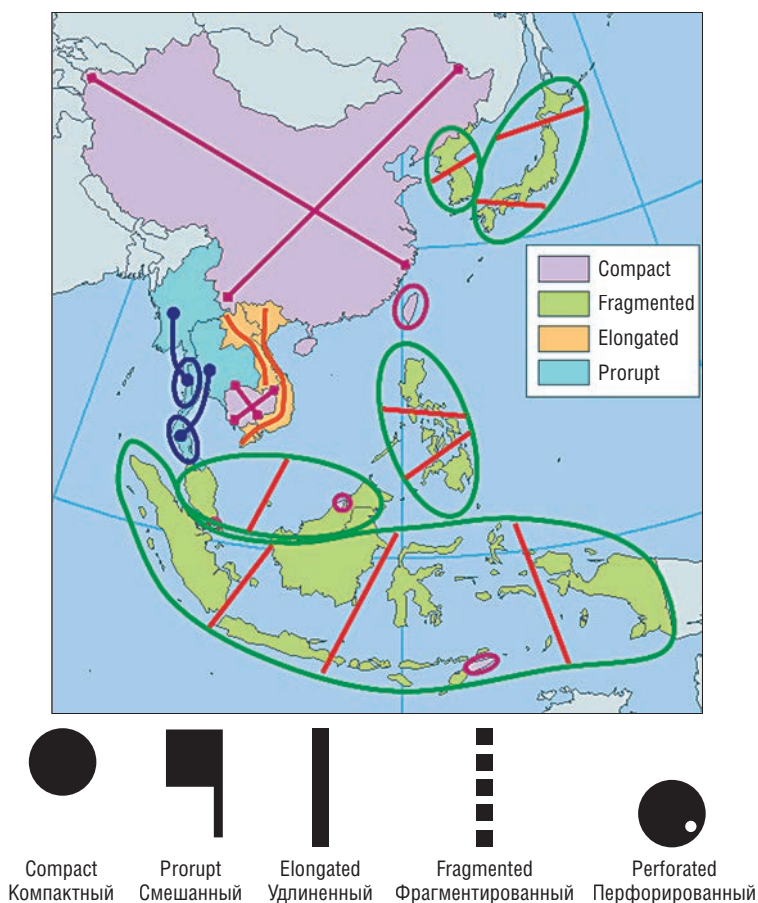 Compact
Fragmented
Elongated
Prorupt
Compact
Компактный
Prorupt
Смешанный
Elongated
Удлиненный
Fragmented
Фрагментированный
Perforated
Перфорированный